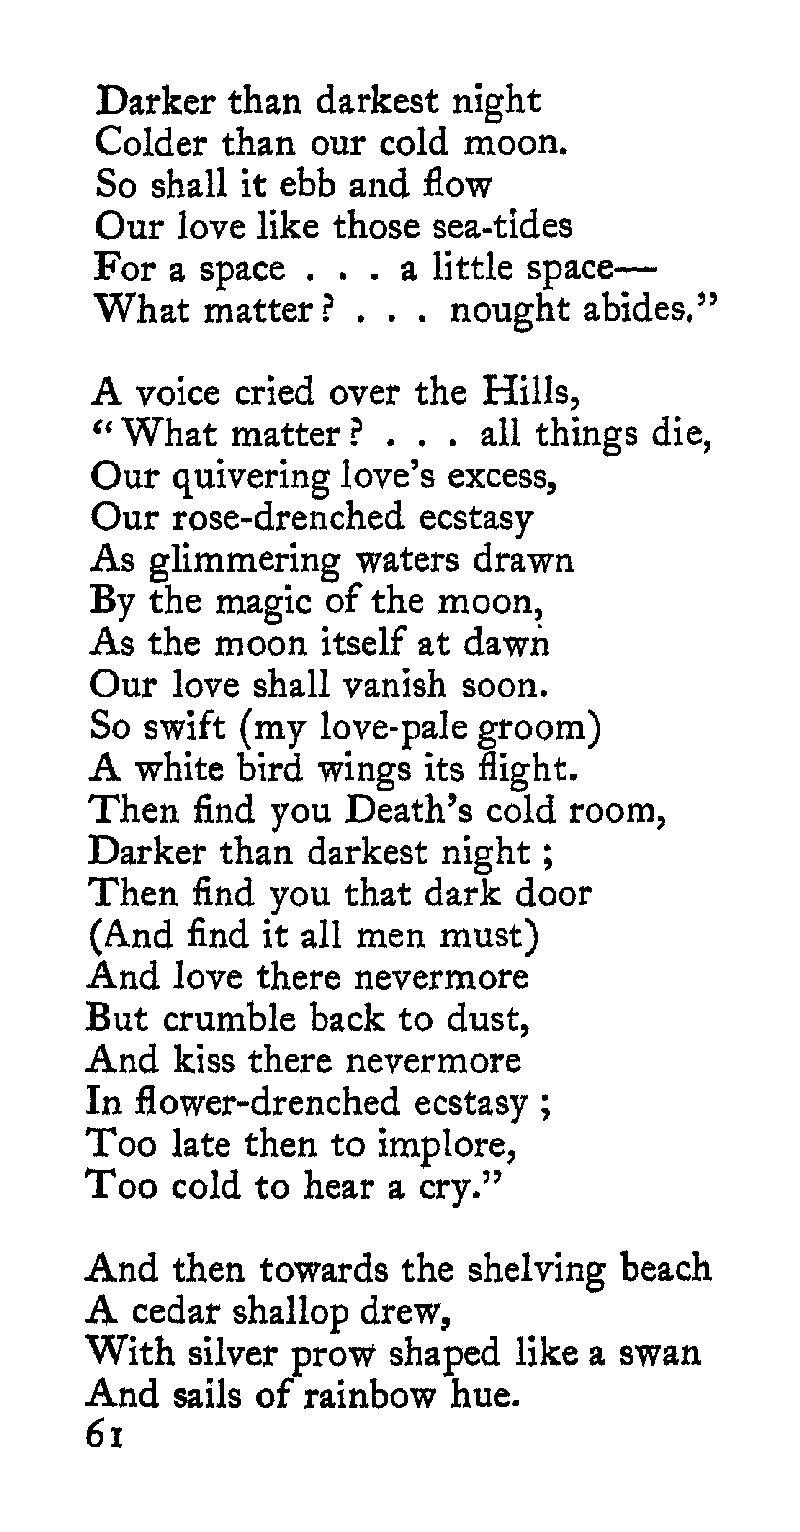 Darker than darkest night
Colder than our cold moon.
So shall it ebb and flow
Our love like those sea-tides
For a space . . . a little space—
What matter ? . . . nought abides.”
A voice cried over the Hills,
“ What matter ? . . . all things die,
Our quivering love’s excess,
Our rose-drenched ecstasy
As glimmering waters drawn
By the magic of the moon,
As the moon itself at dawn
Our love shall vanish soon.
So swift (my love-pale groom)
A white bird wings its flight.
Then find you Death’s cold room,
Darker than darkest night ;
Then find you that dark door
(And find it all men must)
And love there nevermore
But crumble back to dust,
And kiss there nevermore
In flower-drenched ecstasy ;
Too late then to implore,
Too cold to hear a cry.”
And then towards the shelving beach
A cedar shallop drew,
With silver prow shaped like a swan
And sails of rainbow hue.
61